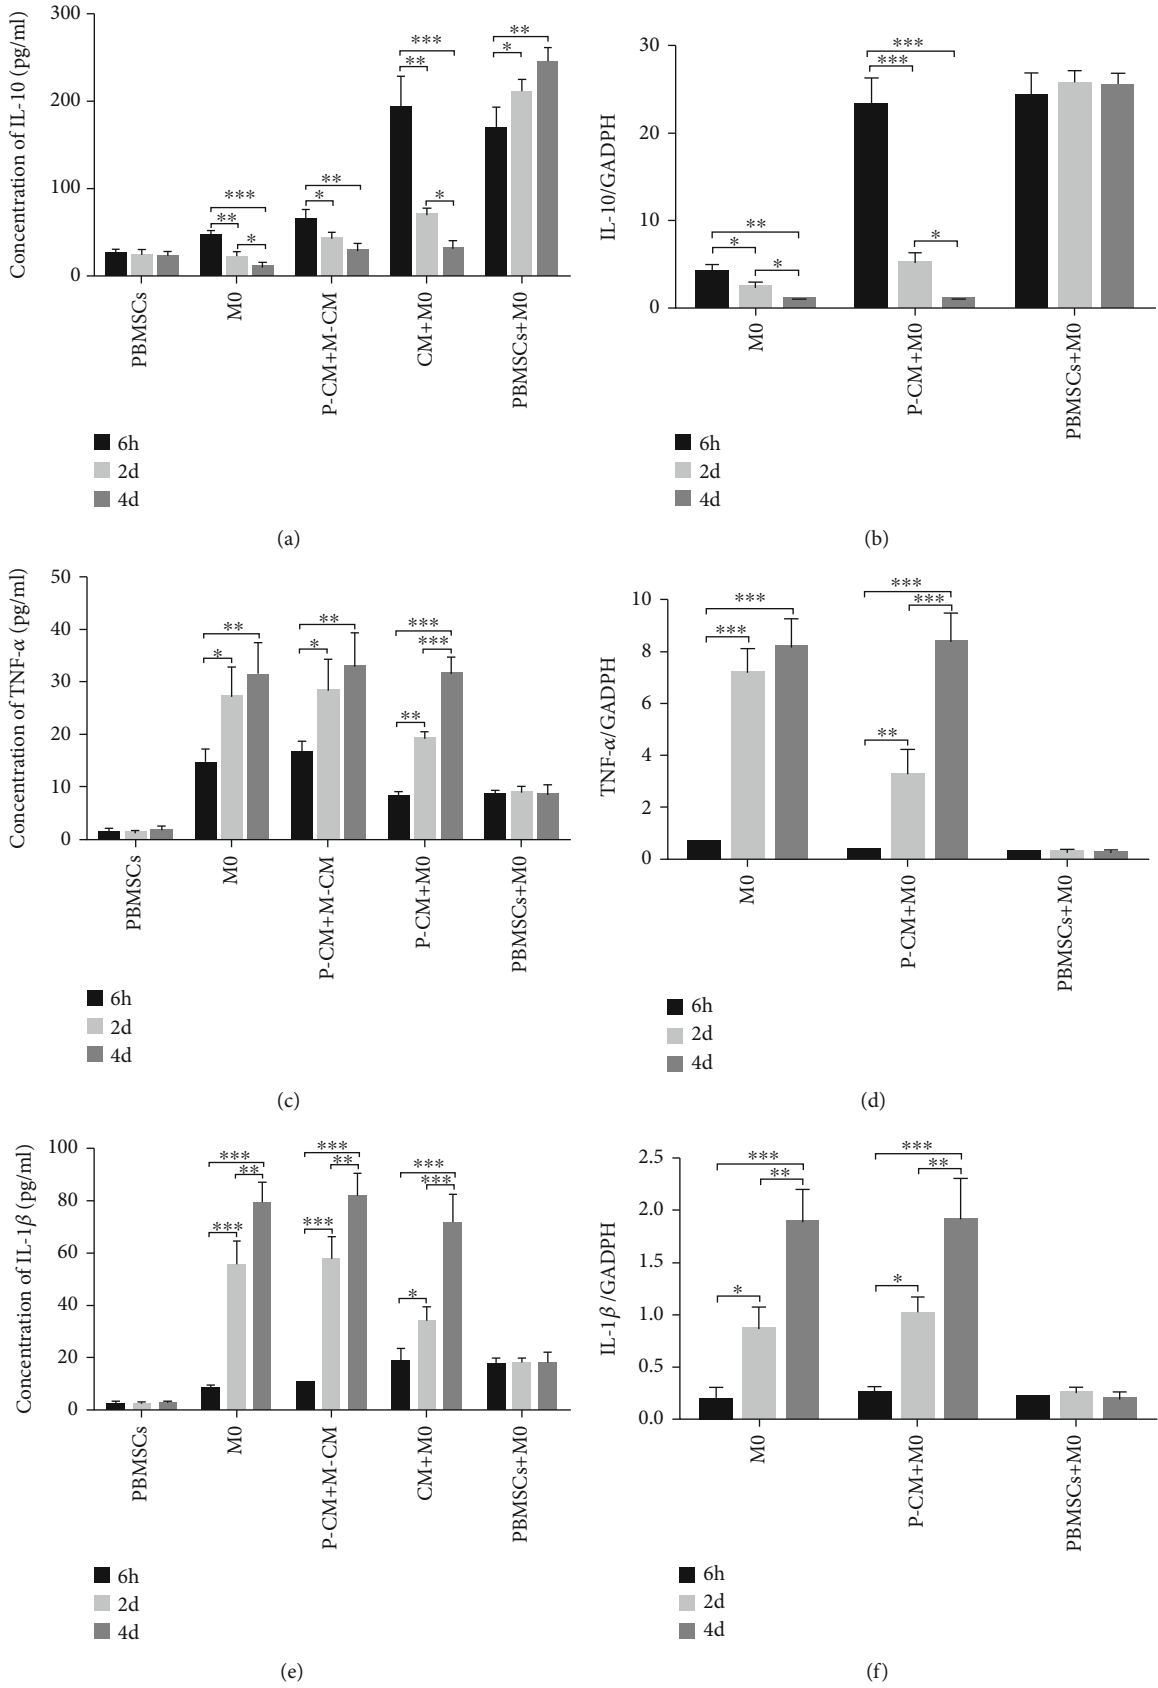 Concentration of IL-10 (pg/ml)
300
200
100
0
***
**
*
**
*
***
**
*
**
*
PBMSCs
M0
P-CM+M-CM
CM+M0
PBMSCs+M0
6h
2d
4d
(a)
IL-10/GADPH
30
20
10
0
**
*
*
***
***
*
M0
P-CM+M0
PBMSCs+M0
6h
2d
4d
(b)
Concentration of TNF-α (pg/ml)
50
40
30
20
10
0
**
*
**
*
***
***
**
PBMSCs
M0
P-CM+M-CM
P-CM+M0
PBMSCs+M0
6h
2d
4d
(c)
TNF-α/GADPH
10
8
6
4
2
0
***
***
***
***
**
M0
P-CM+M0
PBMSCs+M0
6h
2d
4d
(d)
Concentration of IL-1β (pg/ml)
100
80
60
40
20
0
***
**
***
***
**
***
***
***
*
PBMSCs
M0
P-CM+M-CM
CM+M0
PBMSCs+M0
6h
2d
4d
(e)
IL-1β/GADPH
2.5
2.0
1.5
1.0
0.5
0.0
***
**
*
***
**
*
M0
P-CM+M0
PBMSCs+M0
6h
2d
4d
(f)